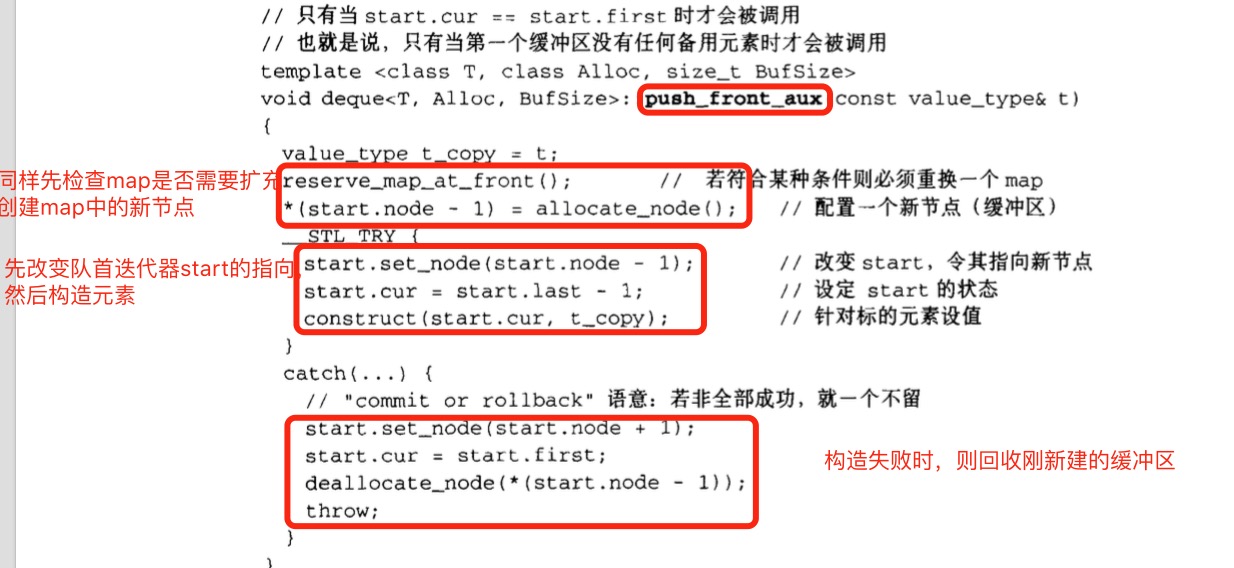 // 只有当 start.cur == start.first 时才会被调用
// 也就是说，只有当第一个缓冲区没有任何备用元素时才会被调用
template <class T, class Alloc, size_t BufSize>
void deque<T, Alloc, BufSize>: push_front_aux const value_type& t)
{
value_type t_copy = t;
同样先检查map是否需要扩充
reserve_map_at_front(); // 若符合某种条件则必须重换一个 map
创建map中的新节点
*(start.node - 1) = allocate_node(); // 配置一个新节点（缓冲区）
__STL_TRY {
先改变队首迭代器start的指向,
start.set_node(start.node - 1); // 改变 start，令其指向新节点
然后构造元素
start.cur = start.last - 1; // 设定 start 的状态
construct(start.cur, t_copy); // 针对标的元素设值
}
catch(...) {
// "commit or rollback" 语意：若非全部成功，就一个不留
start.set_node(start.node + 1);
start.cur = start.first;
构造失败时，则回收刚新建的缓冲区
deallocate_node(*(start.node - 1));
throw;
}
}